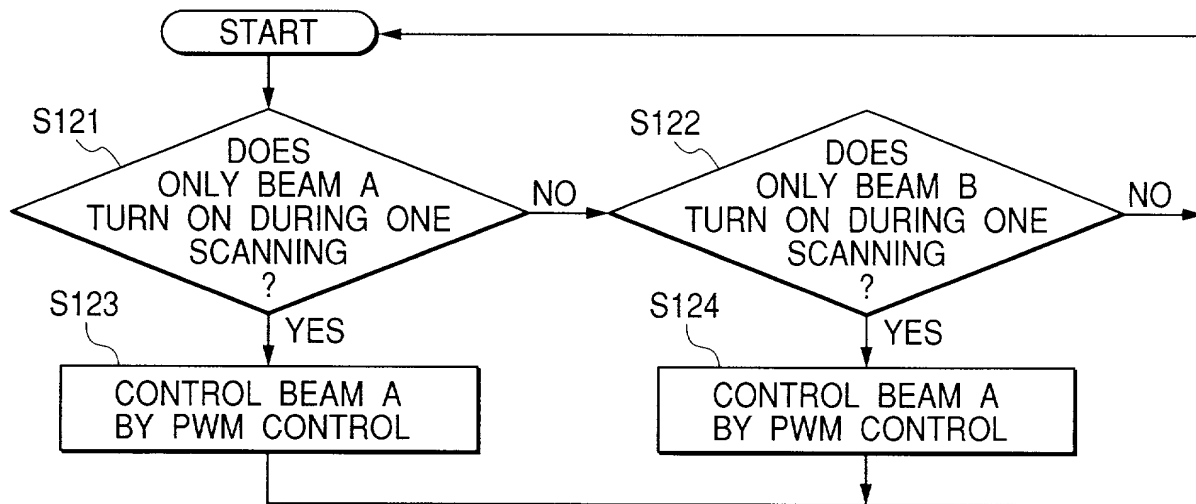 START
S121
DOES
ONLY BEAM A
TURN ON DURING ONE
SCANNING
?
NO
S122
DOES
ONLY BEAM B
TURN ON DURING ONE
SCANNING
?
NO
S123
YES
CONTROL BEAM A
BY PWM CONTROL
S124
YES
CONTROL BEAM A
BY PWM CONTROL